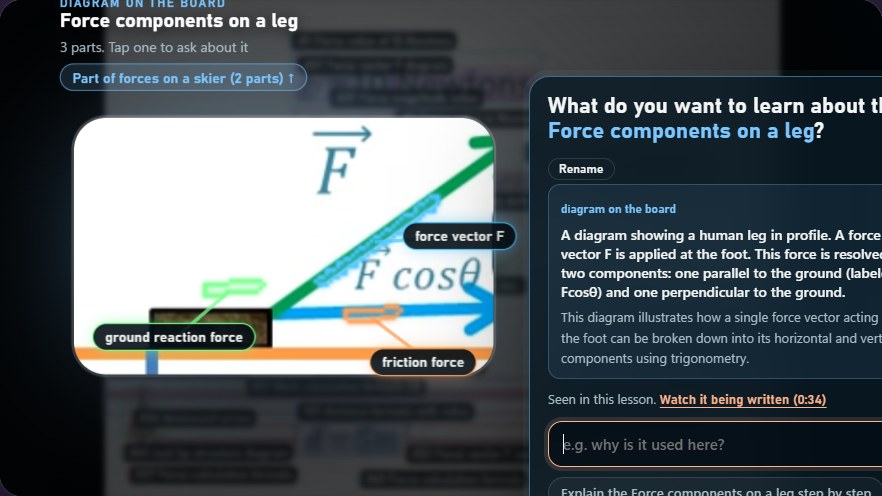 DIAGRAM ON THE BOARD
Force components on a leg
3 parts. Tap one to ask about it
Part of forces on a skier (2 parts) ↑
F
force vector F
F cosθ
ground reaction force
friction force
What do you want to learn about th
Force components on a leg?
Rename
diagram on the board
A diagram showing a human leg in profile. A force
vector F is applied at the foot. This force is resolved
two components: one parallel to the ground (labele
Fcosθ) and one perpendicular to the ground.
This diagram illustrates how a single force vector acting
the foot can be broken down into its horizontal and vert
components using trigonometry.
Seen in this lesson. Watch it being written (0:34)
e.g. why is it used here?
Explain the Force components on a leg step by step